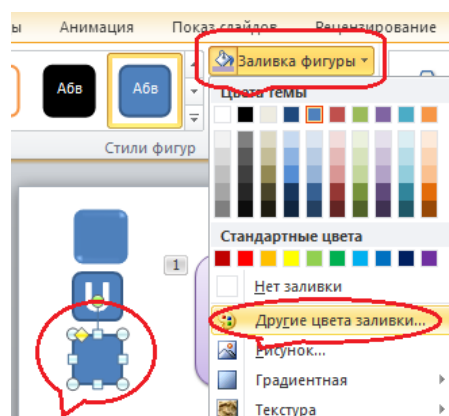 ы Анимация Показ слайдов Рецензирование
Заливка фигуры
Абв Абв
Цвета темы
Стили фигур
Стандартные цвета
1
Нет заливки
U
Другие цвета заливки...
Рисунок...
Градиентная
Текстура